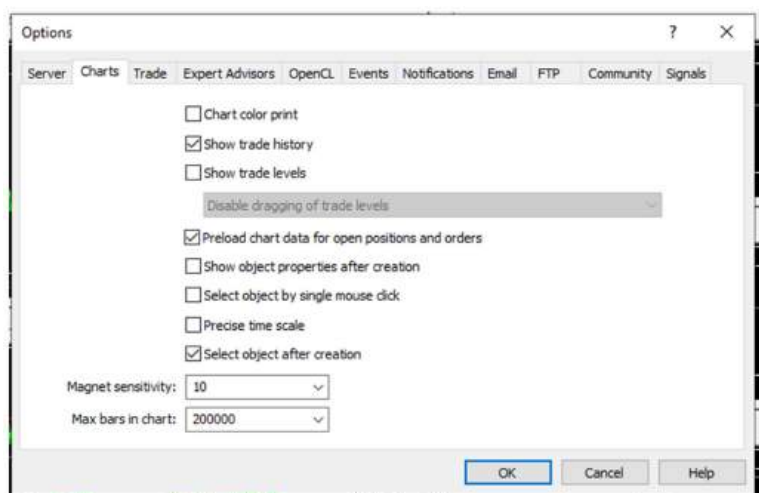 Options
Server Charts Trade Expert Advisors OpenCL Events Notifications Email FTP Community Signals
Chart color print
Show trade history
Show trade levels
Disable dragging of trade levels
Preload chart data for open positions and orders
Show object properties after creation
Select object by single mouse click
Precise time scale
Select object after creation
Magnet sensitivity: 10
Max bars in chart: 200000
OK Cancel Help